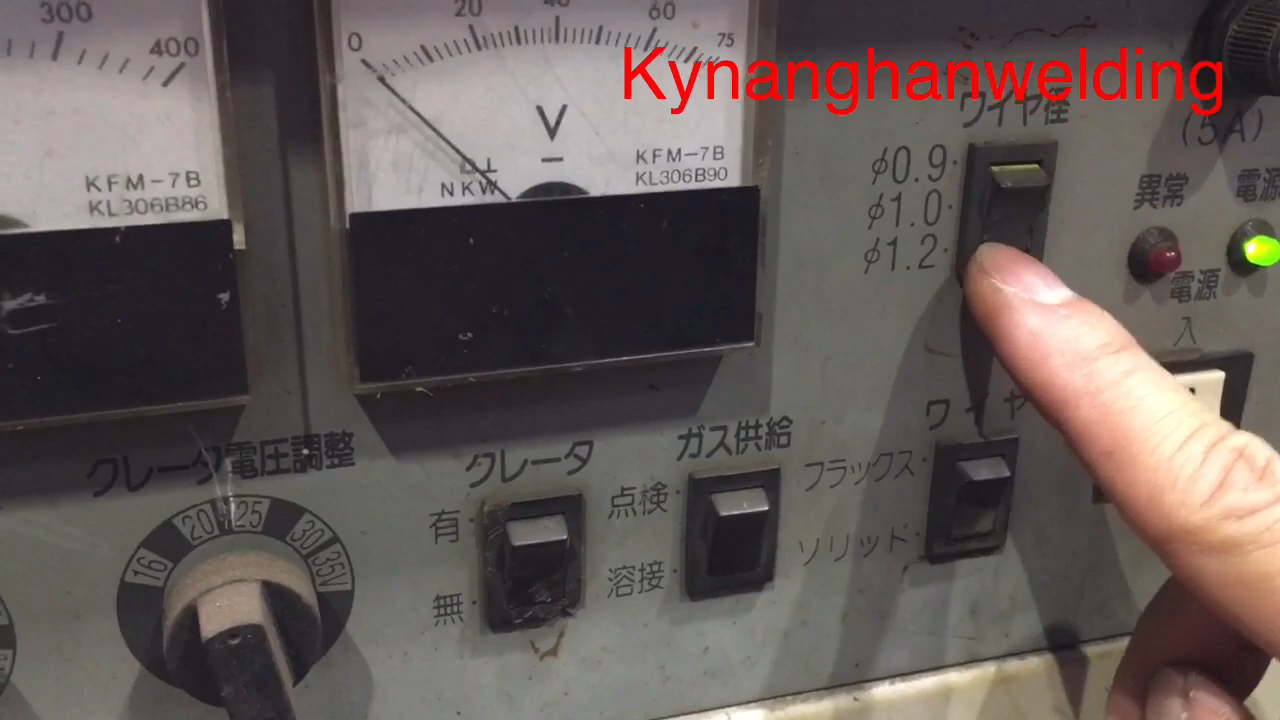 300
400
KFM-7B
KL306B86
0
20
40
60
75
V
NKW
KFM-7B
KL306B90
Kynanghanwelding
ワイヤ径
φ0.9
φ1.0
φ1.2
(5A)
異常
電源
電源
入
クレータ電圧調整
16
20
25
30
35V
クレータ
有
無
ガス供給
点検
溶接
ワイヤ
フラックス
ソリッド